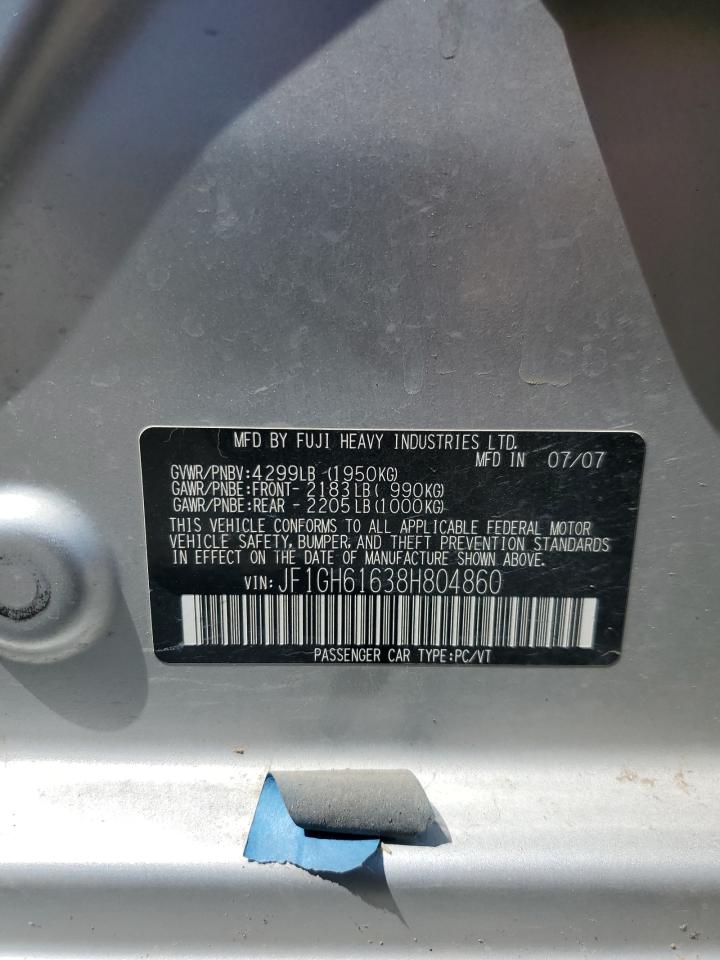 MFD BY FUJI HEAVY INDUSTRIES LTD.
MFD IN 07/07
GVWR/PNBV:4299LB (1950KG)
GAWR/PNBE:FRONT- 2183LB( 990KG)
GAWR/PNBE:REAR - 2205LB(1000KG)
THIS VEHICLE CONFORMS TO ALL APPLICABLE FEDERAL MOTOR
VEHICLE SAFETY, BUMPER, AND THEFT PREVENTION STANDARDS
IN EFFECT ON THE DATE OF MANUFACTURE SHOWN ABOVE.
VIN: JF1GH61638H804860
PASSENGER CAR TYPE:PC/VT